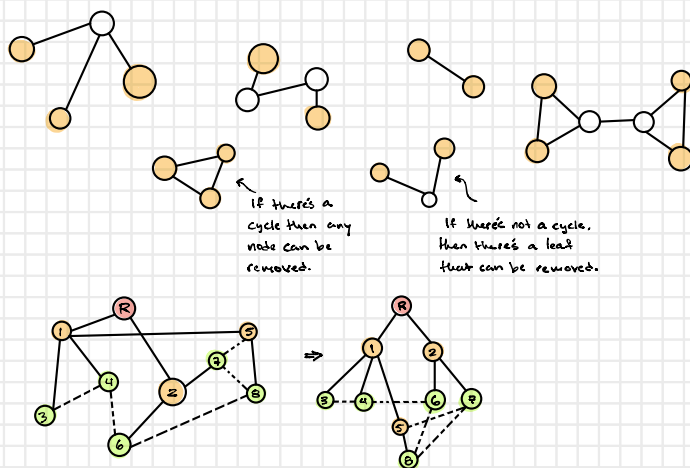 If there's a
cycle then any
node can be
removed.
If there's not a cycle,
then there's a leaf
that can be removed.
R
1
5
7
4
2
8
3
6
⇒
R
1
2
3
4
6
7
5
8